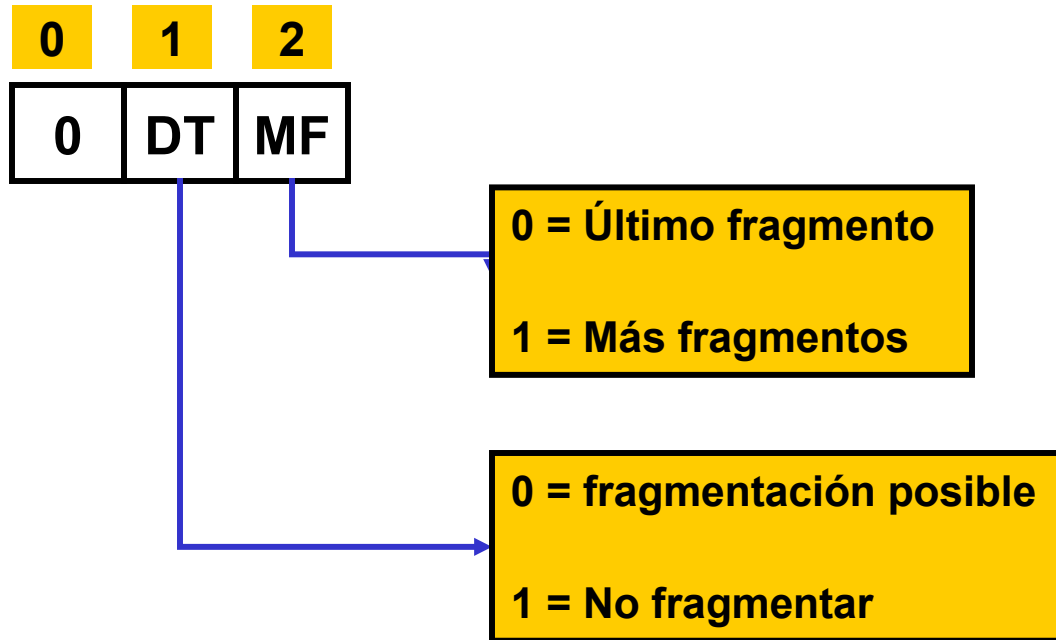 0 1 2
0 DT MF
0 = Último fragmento
1 = Más fragmentos
0 = fragmentación posible
1 = No fragmentar